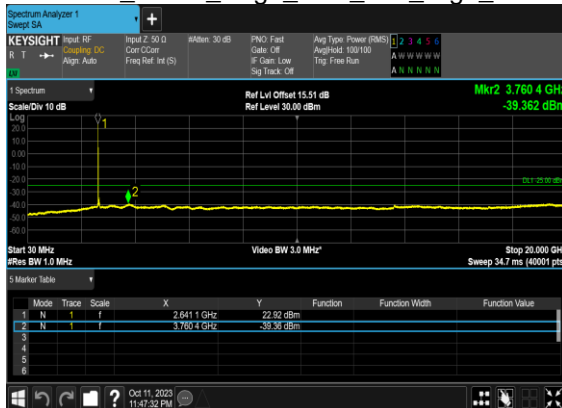 Spectrum Analyzer 1
Swept SA
+
KEYSIGHT Input: RF Input Z: 50 Ω #Atten: 30 dB PNO: Fast Avg Type: Power (RMS) 1 2 3 4 5 6
R T Coupling: DC Corr CCorr Gate: Off Avg|Hold: 100/100 A W W W W W
Align: Auto Freq Ref: Int (S) IF Gain: Low Trig: Free Run
Sig Track: Off A N N N N N
1 Spectrum Ref Lvl Offset 15.51 dB Mkr2 3.760 4 GHz
Scale/Div 10 dB Ref Level 30.00 dBm -39.362 dBm
Log
20.0
10.0
0.00
-10.0
-20.0
-30.0
-40.0
-50.0
-60.0
1
2
DL1 -25.00 dBm
Start 30 MHz Video BW 3.0 MHz* Stop 20.000 GH
#Res BW 1.0 MHz Sweep 34.7 ms (40001 pts
5 Marker Table
Mode Trace Scale X Y Function Function Width Function Value
1 N 1 f 2.641 1 GHz 22.92 dBm
2 N 1 f 3.760 4 GHz -39.36 dBm
3
4
5
6
? Oct 11, 2023
11:47:32 PM